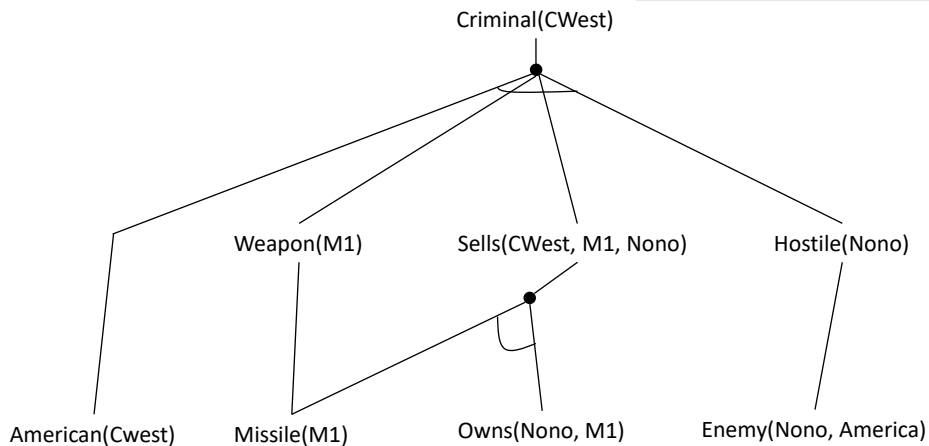 Criminal(CWest)
Weapon(M1)
Sells(CWest, M1, Nono)
Hostile(Nono)
American(Cwest)
Missile(M1)
Owns(Nono, M1)
Enemy(Nono, America)